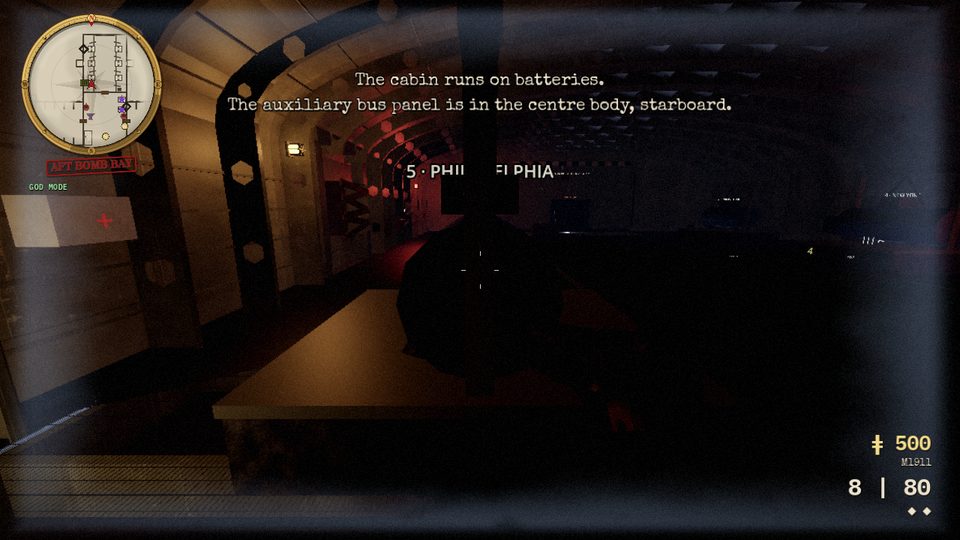 The cabin runs on batteries.
The auxiliary bus panel is in the centre body, starboard.
N
AFT BOMB BAY
GOD MODE
4
500
M1911
8 | 80